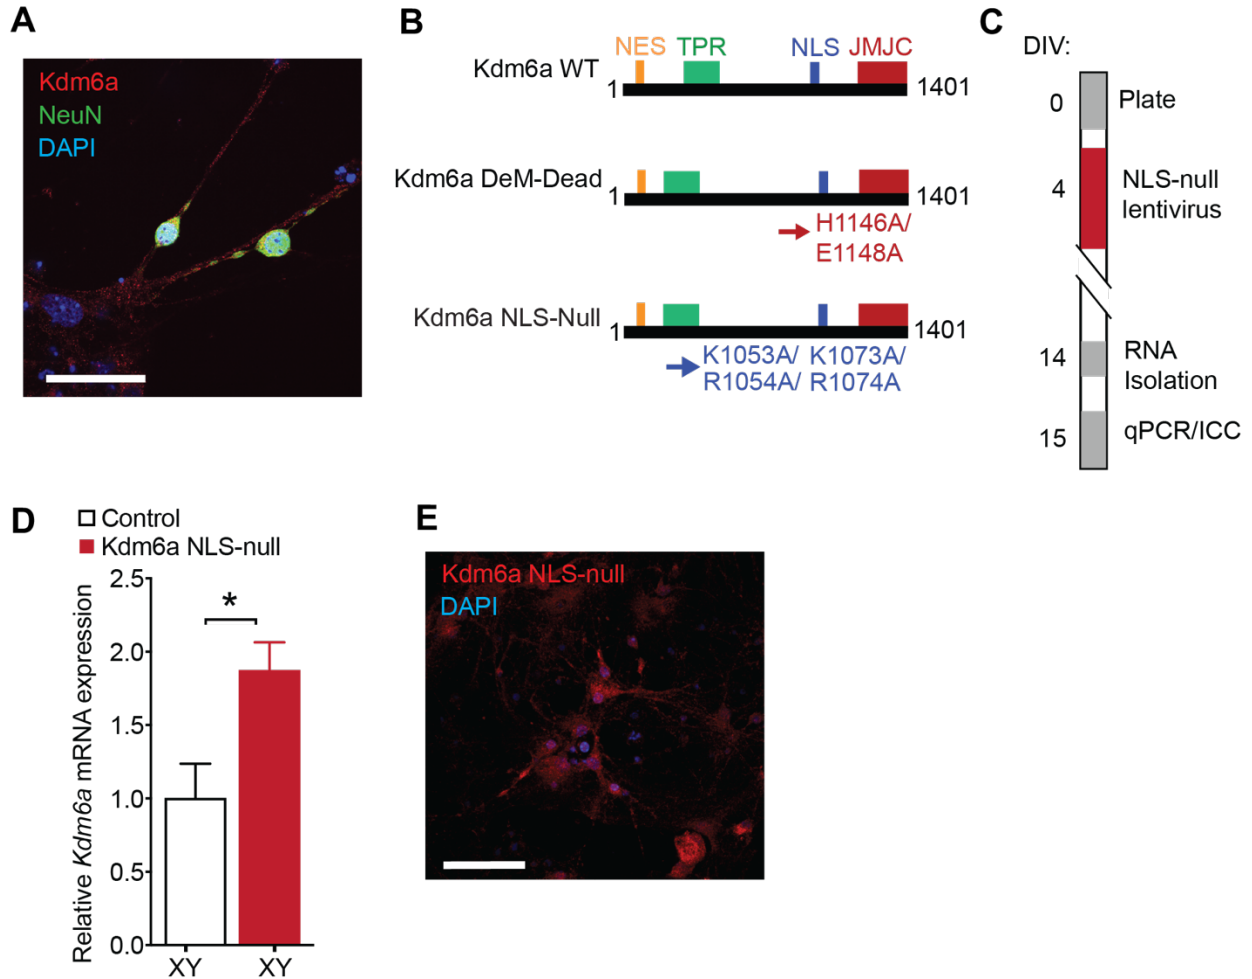 A
Kdm6a
NeuN
DAPI
B
NES TPR NLS JMJC
Kdm6a WT
1 1401
Kdm6a DeM-Dead
1 1401
H1146A/
E1148A
Kdm6a NLS-Null
1 1401
K1053A/ K1073A/
R1054A/ R1074A
C
DIV:
0 Plate
4 NLS-null
lentivirus
14 RNA
Isolation
15 qPCR/ICC
D
Control
Kdm6a NLS-null
Relative Kdm6a mRNA expression
2.5
2.0
1.5
1.0
0.5
0.0
*
XY XY
E
Kdm6a NLS-null
DAPI